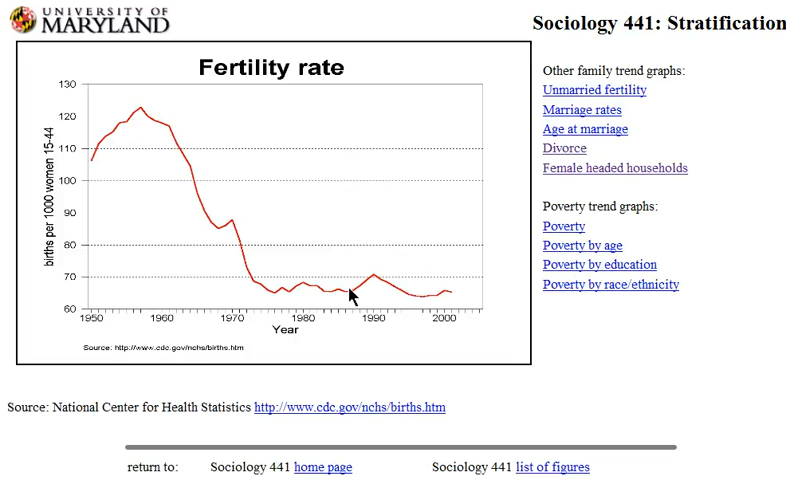 UNIVERSITY OF
MARYLAND
Sociology 441: Stratification
Fertility rate
births per 1000 women 15-44
130
120
110
100
90
80
70
60
1950
1960
1970
1980
1990
2000
Year
Source: http://www.cdc.gov/nchs/births.htm
Other family trend graphs:
Unmarried fertility
Marriage rates
Age at marriage
Divorce
Female headed households
Poverty trend graphs:
Poverty
Poverty by age
Poverty by education
Poverty by race/ethnicity
Source: National Center for Health Statistics http://www.cdc.gov/nchs/births.htm
return to: Sociology 441 home page Sociology 441 list of figures